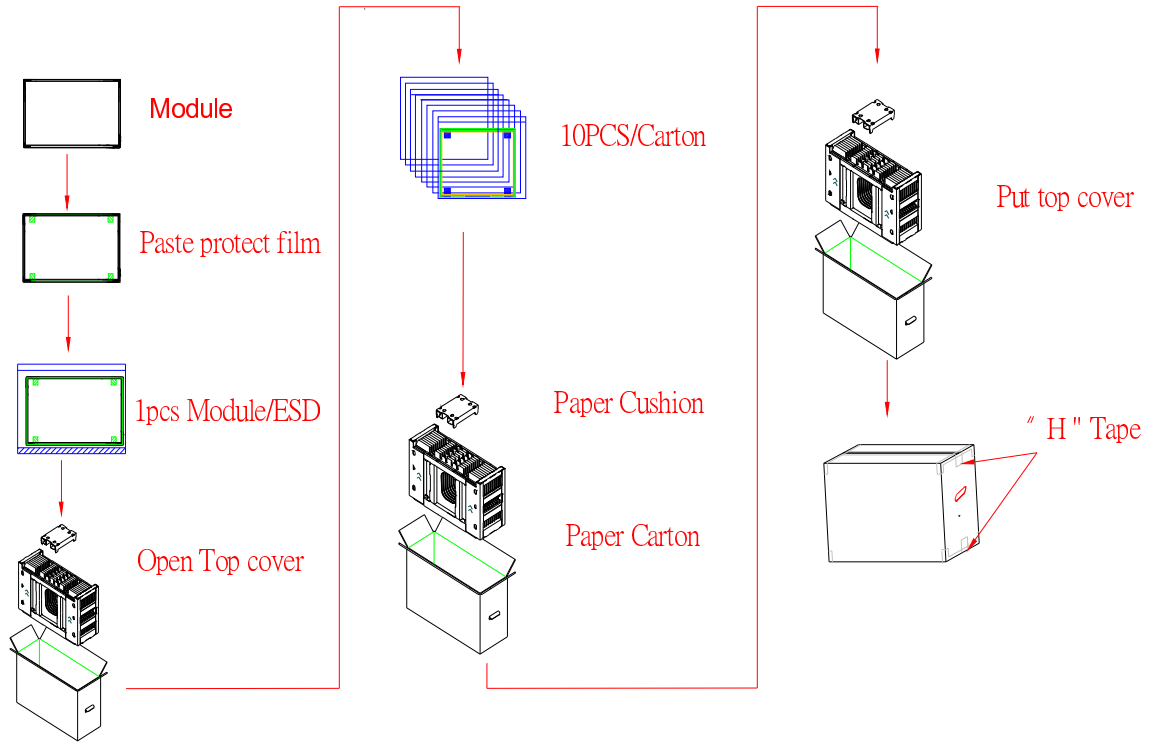 Module
Paste protect film
1pcs Module/ESD
Open Top cover
10PCS/Carton
Paper Cushion
Paper Carton
Put top cover
" H " Tape